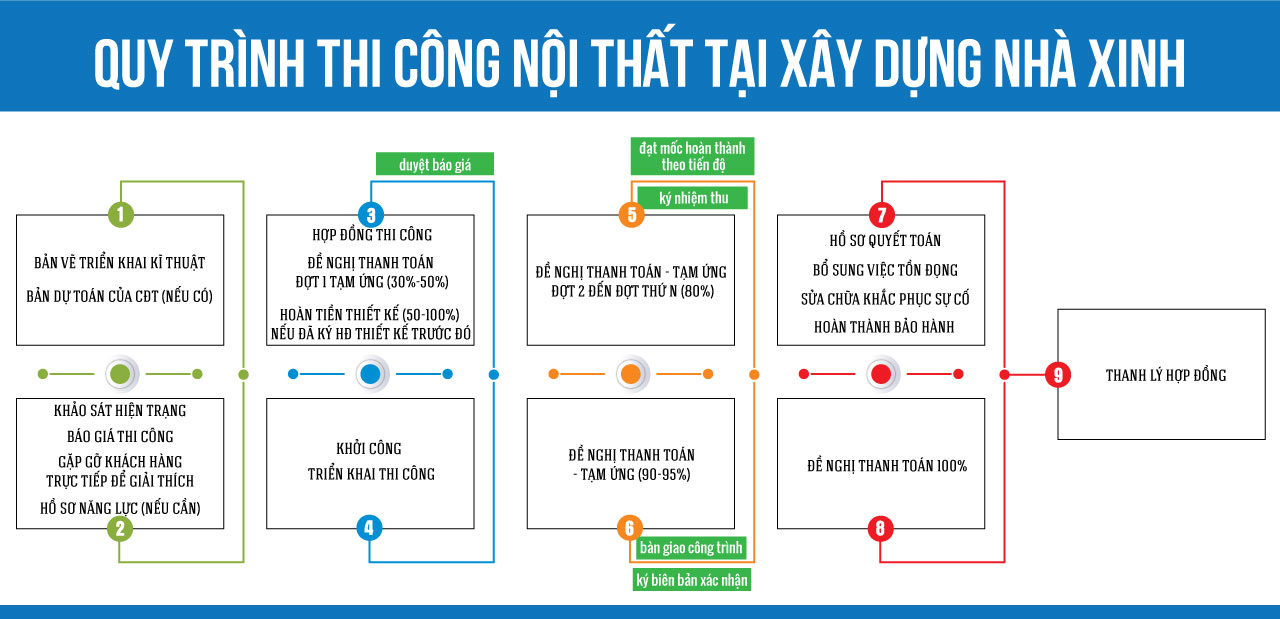 QUY TRÌNH THI CÔNG NỘI THẤT TẠI XÂY DỰNG NHÀ XINH
1
BẢN VẼ TRIỂN KHAI KĨ THUẬT
BẢN DỰ TOÁN CỦA CĐT (NẾU CÓ)
KHẢO SÁT HIỆN TRẠNG
BÁO GIÁ THI CÔNG
GẶP GỠ KHÁCH HÀNG
TRỰC TIẾP ĐỂ GIẢI THÍCH
HỒ SƠ NĂNG LỰC (NẾU CẦN)
2
duyệt báo giá
3
HỢP ĐỒNG THI CÔNG
ĐỀ NGHỊ THANH TOÁN
ĐỢT 1 TẠM ỨNG (30%-50%)
HOÀN TIỀN THIẾT KẾ (50-100%)
NẾU ĐÃ KÝ HĐ THIẾT KẾ TRƯỚC ĐÓ
KHỞI CÔNG
TRIỂN KHAI THI CÔNG
4
đạt mốc hoàn thành
theo tiến độ
ký nhiệm thu
5
ĐỀ NGHỊ THANH TOÁN - TẠM ỨNG
ĐỢT 2 ĐẾN ĐỢT THỨ N (80%)
ĐỀ NGHỊ THANH TOÁN
- TẠM ỨNG (90-95%)
6
bàn giao công trình
ký biên bản xác nhận
7
HỒ SƠ QUYẾT TOÁN
BỔ SUNG VIỆC TỒN ĐỌNG
SỬA CHỮA KHẮC PHỤC SỰ CỐ
HOÀN THÀNH BẢO HÀNH
ĐỀ NGHỊ THANH TOÁN 100%
8
9
THANH LÝ HỢP ĐỒNG